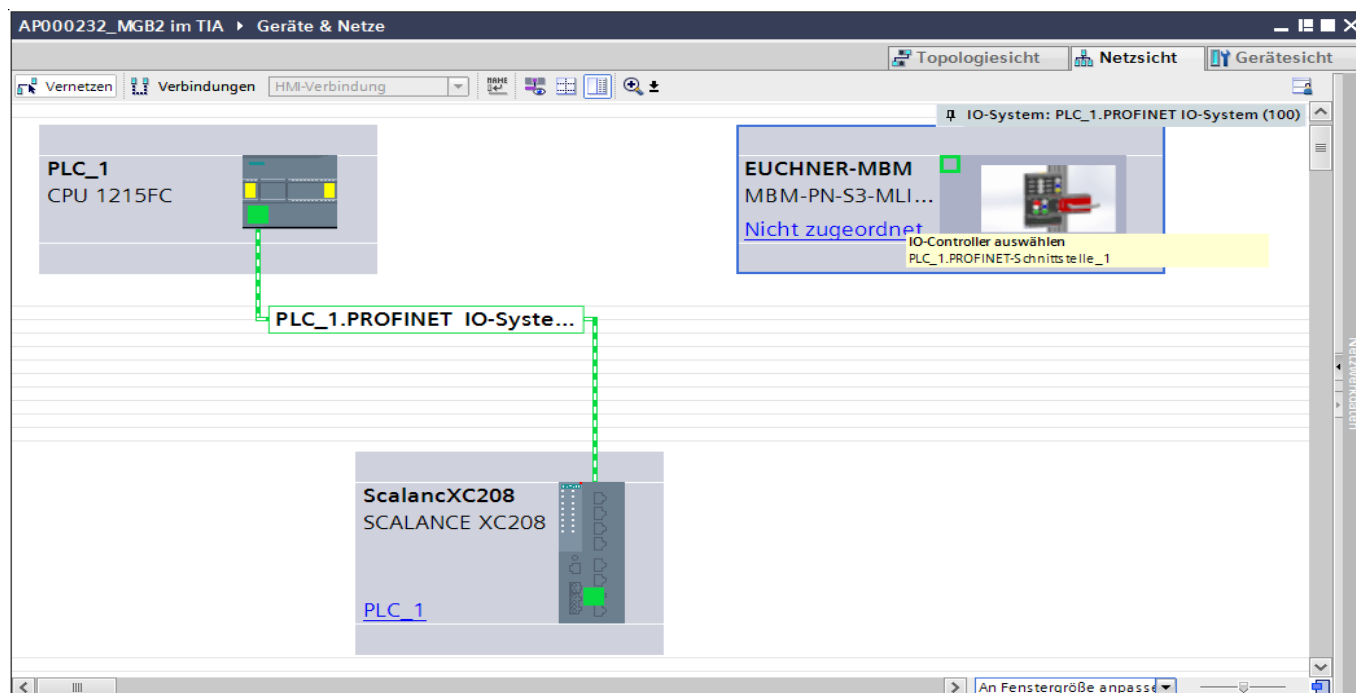 AP000232_MGB2 im TIA ▸ Geräte & Netze
Topologiesicht Netzsicht Gerätesicht
Vernetzen Verbindungen HMI-Verbindung
IO-System: PLC_1.PROFINET IO-System (100)
PLC_1
CPU 1215FC
EUCHNER-MBM
MBM-PN-S3-MLI...
Nicht zugeordnet
IO-Controller auswählen
PLC_1.PROFINET-Schnittstelle_1
PLC_1.PROFINET IO-Syste...
Netzwerkdaten
ScalancXC208
SCALANCE XC208
PLC_1
An Fenstergröße anpasse